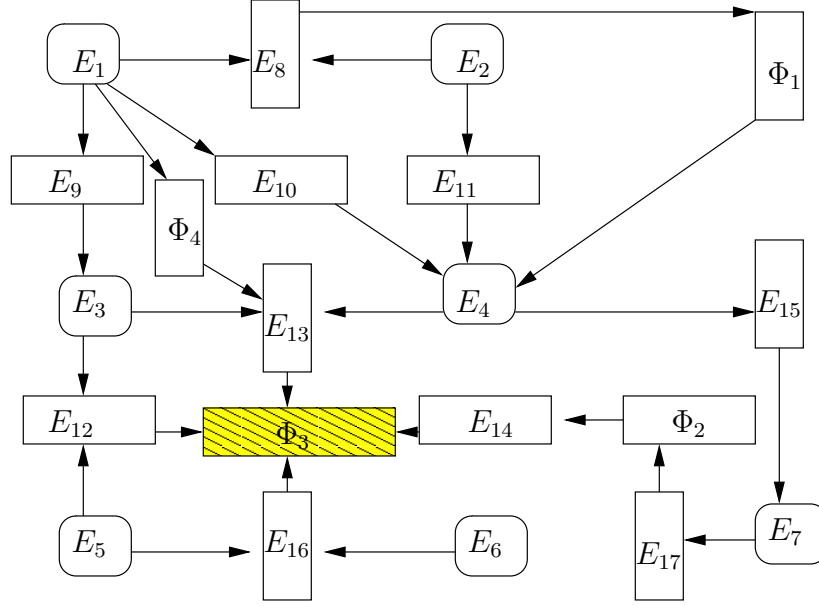 E₁ E₈ E₂ Φ₁
E₉ Φ₄ E₁₀ E₁₁
E₃ E₁₃ E₄ E₁₅
E₁₂ Φ₃ E₁₄ Φ₂
E₅ E₁₆ E₆ E₁₇ E₇